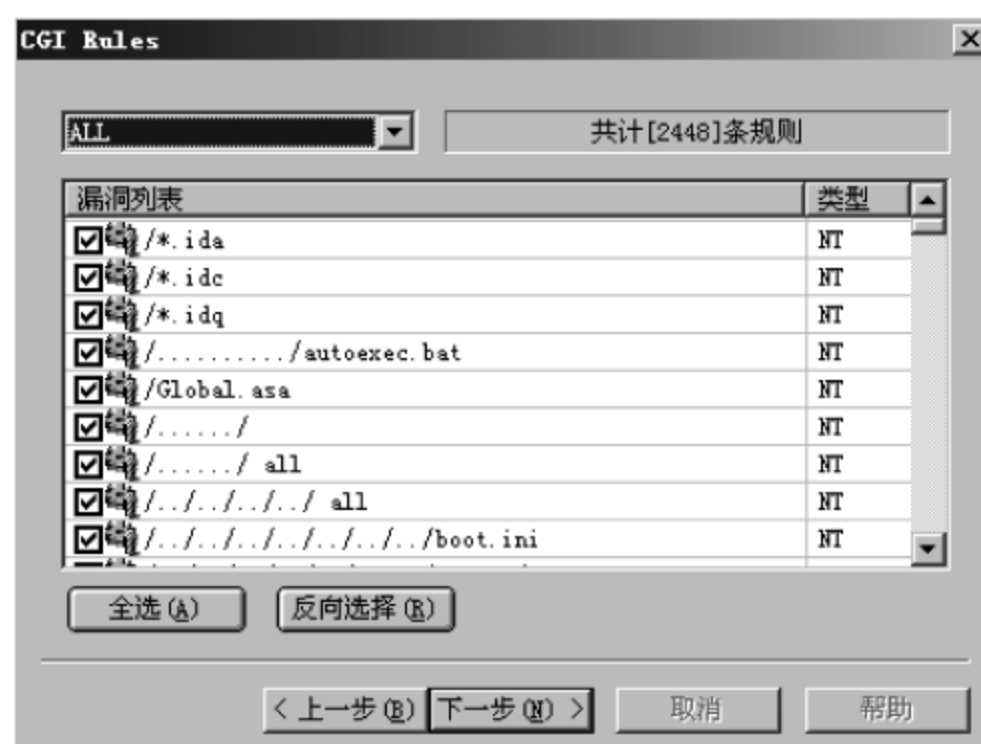 CGI Rules
ALL 共计[2448]条规则
漏洞列表 类型
/*.ida NT
/*.idc NT
/*.idq NT
/........../autoexec.bat NT
/Global.asa NT
/....../ NT
/....../ all NT
/../../../../ all NT
/../../../../../../../boot.ini NT
全选(A) 反向选择(R)
< 上一步(B) 下一步(N) > 取消 帮助